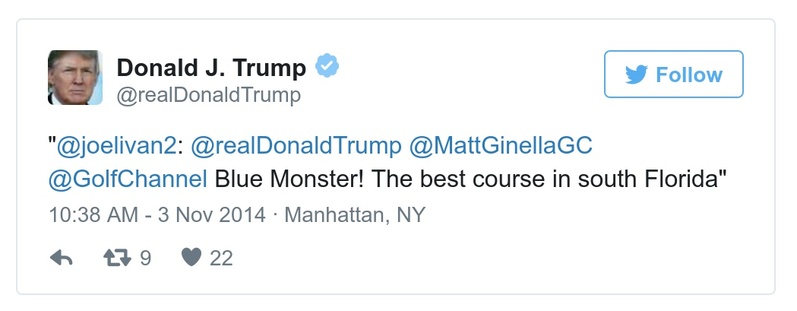 Donald J. Trump
@realDonaldTrump
Follow
"@joelivan2: @realDonaldTrump @MattGinellaGC
@GolfChannel Blue Monster! The best course in south Florida"
10:38 AM - 3 Nov 2014 · Manhattan, NY
9 22